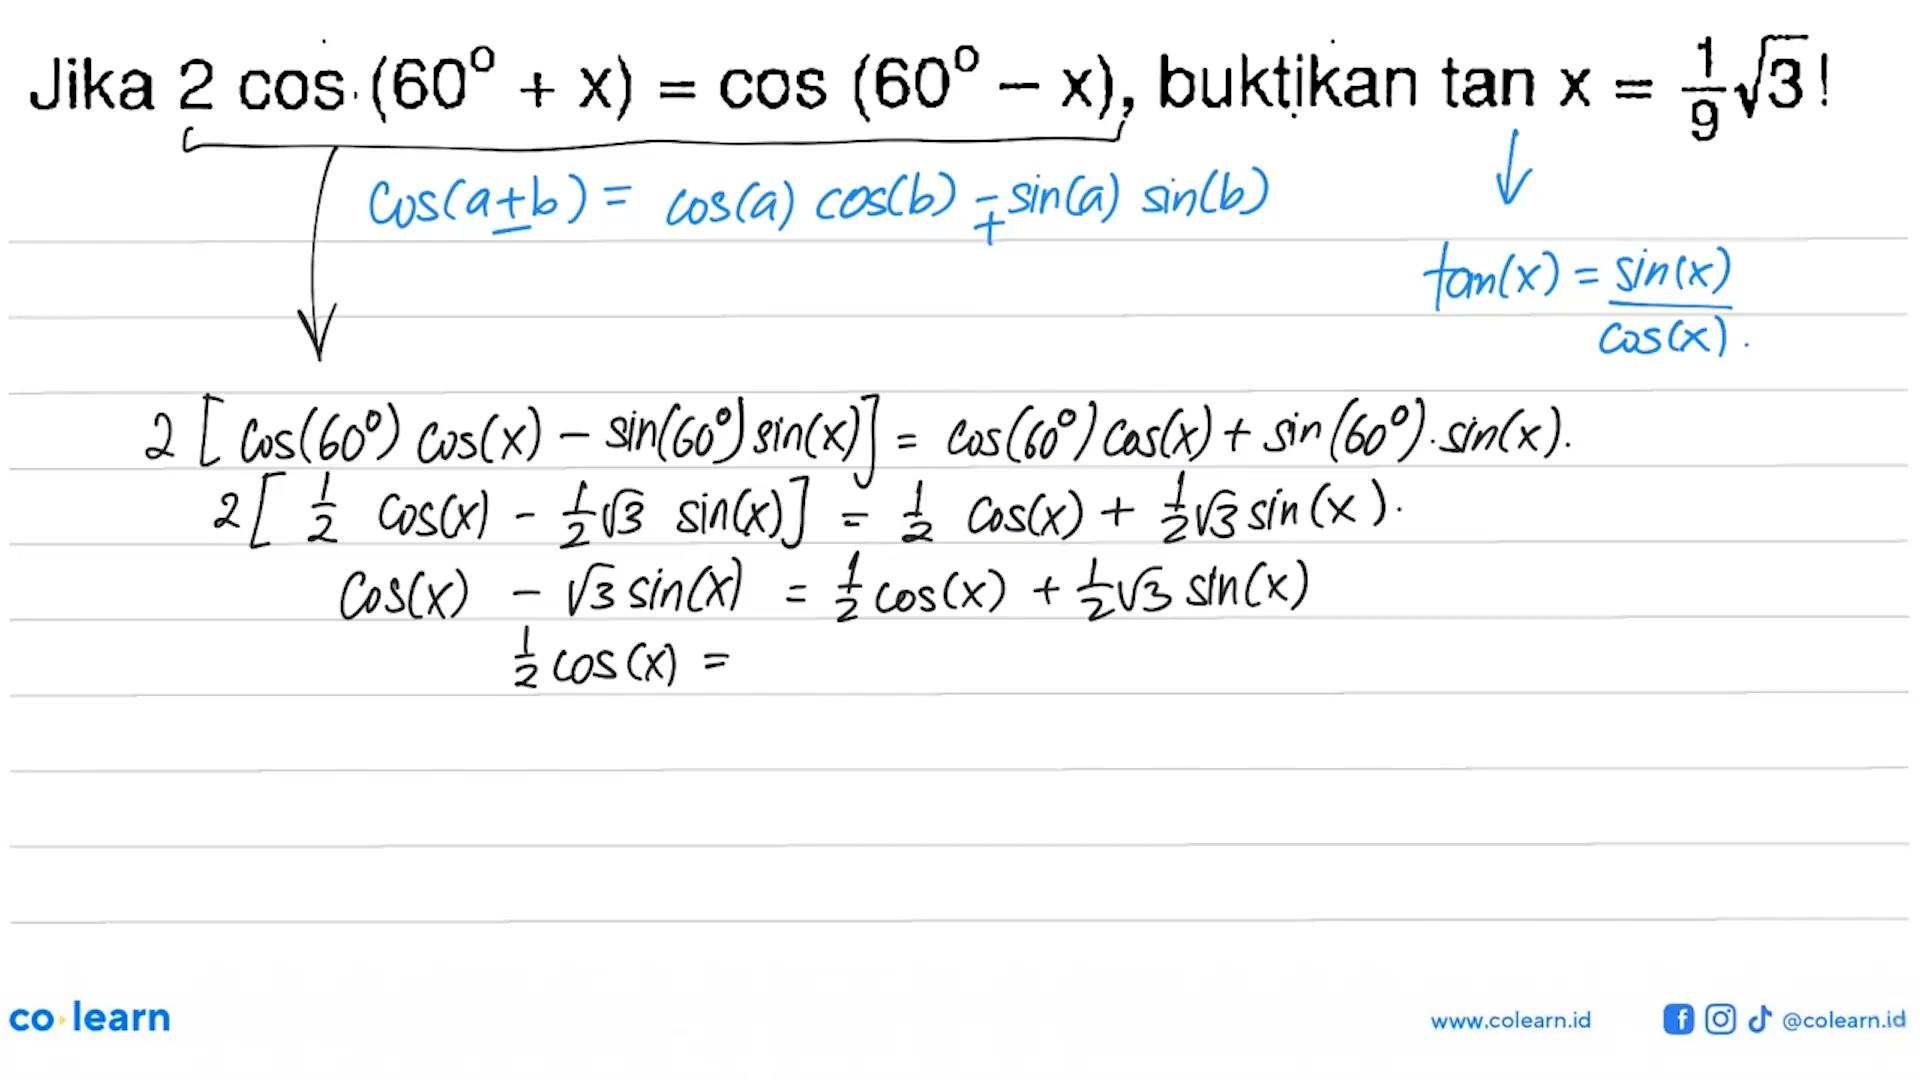 Jika 2 cos (60° + x) = cos (60° − x), buktikan tan x = 1/9 √3!
cos(a±b) = cos(a) cos(b) ∓ sin(a) sin(b)
tan(x) = sin(x)/cos(x).
2 [cos(60°) cos(x) − sin(60°) sin(x)] = cos(60°) cos(x) + sin(60°).sin(x).
2 [1/2 cos(x) − 1/2 √3 sin(x)] = 1/2 cos(x) + 1/2 √3 sin(x).
cos(x) − √3 sin(x) = 1/2 cos(x) + 1/2 √3 sin(x)
1/2 cos(x) =
co learn
www.colearn.id
@colearn.id